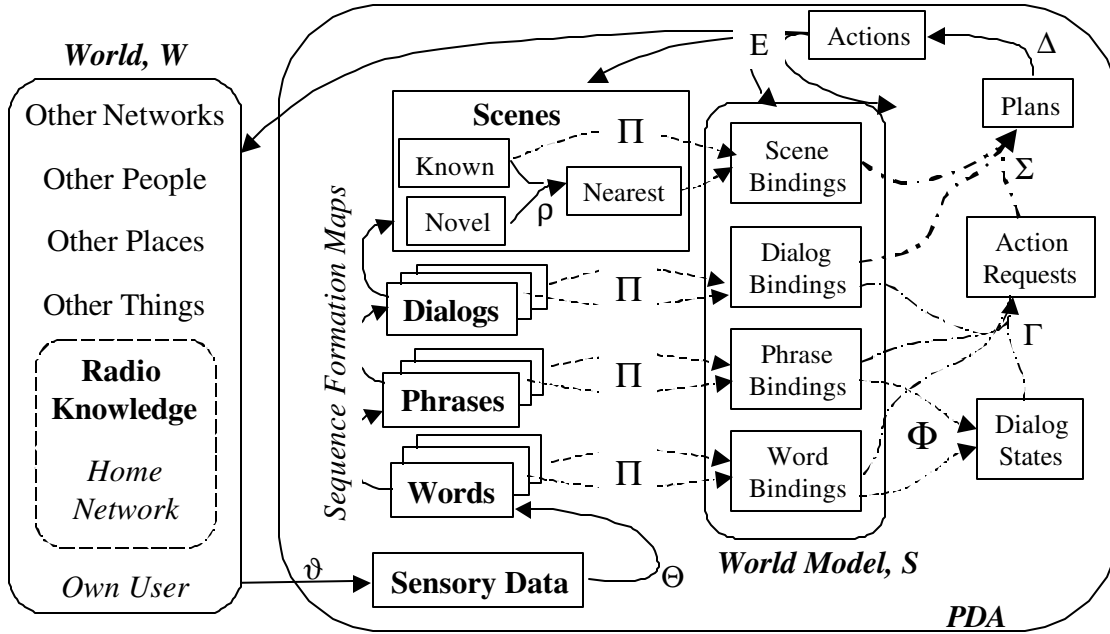 World, W
Other Networks
Other People
Other Places
Other Things
Radio
Knowledge
Home
Network
Own User
ϑ
Sequence Formation Maps
Scenes
Known
Novel
ρ
Nearest
Dialogs
Phrases
Words
Sensory Data
Θ
Π
Π
Π
Π
E
Scene
Bindings
Dialog
Bindings
Phrase
Bindings
Word
Bindings
World Model, S
Actions
Δ
Plans
Σ
Action
Requests
Γ
Φ
Dialog
States
PDA